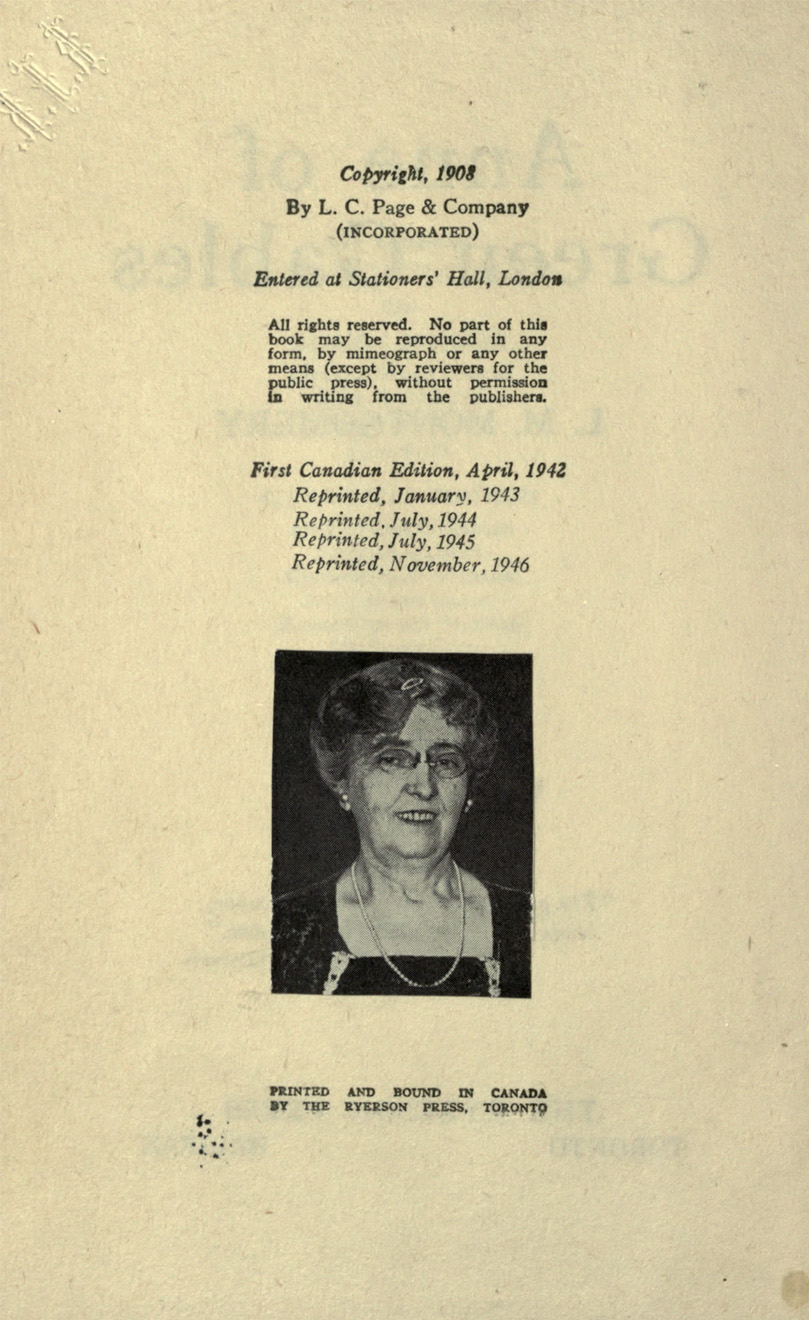 Copyright, 1908
By L. C. Page & Company
(INCORPORATED)
Entered at Stationers' Hall, London
All rights reserved. No part of this
book may be reproduced in any
form, by mimeograph or any other
means (except by reviewers for the
public press), without permission
in writing from the publishers.
First Canadian Edition, April, 1942
Reprinted, January, 1943
Reprinted, July, 1944
Reprinted, July, 1945
Reprinted, November, 1946
PRINTED AND BOUND IN CANADA
BY THE RYERSON PRESS, TORONTO